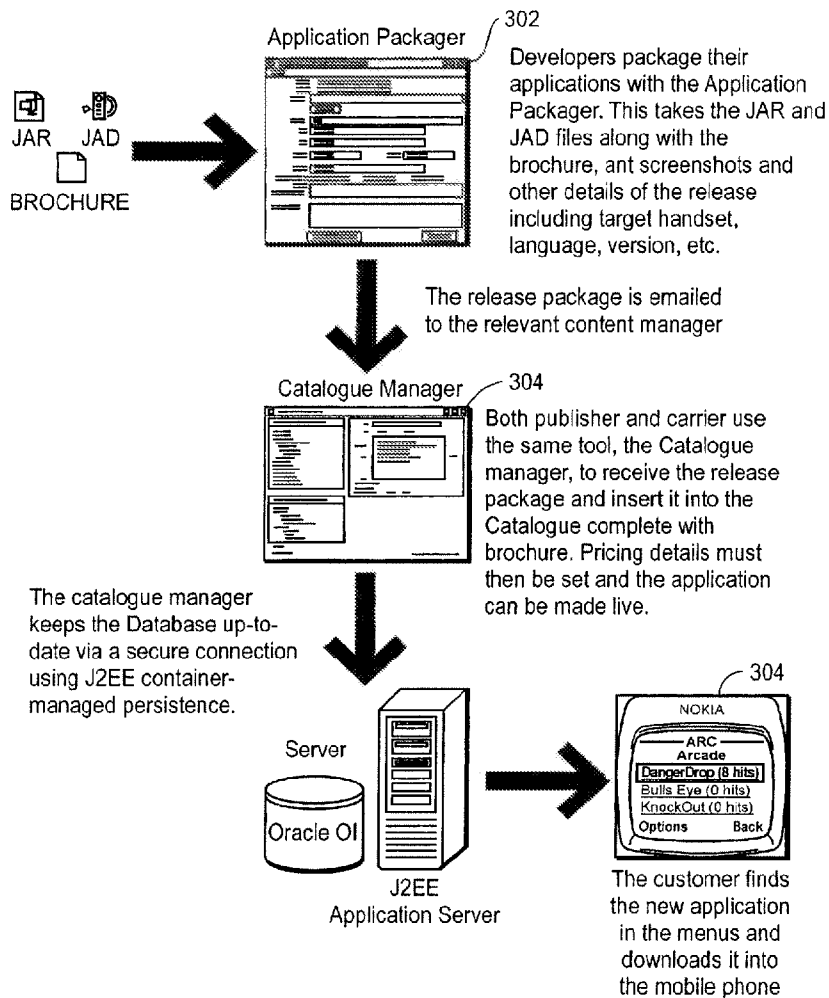 302
Application Packager
Developers package their
applications with the Application
Packager. This takes the JAR and
JAD files along with the
brochure, ant screenshots and
other details of the release
including target handset,
language, version, etc.
JAR
JAD
BROCHURE
The release package is emailed
to the relevant content manager
Catalogue Manager
304
Both publisher and carrier use
the same tool, the Catalogue
manager, to receive the release
package and insert it into the
Catalogue complete with
brochure. Pricing details must
then be set and the application
can be made live.
The catalogue manager
keeps the Database up-to-
date via a secure connection
using J2EE container-
managed persistence.
Server
Oracle OI
J2EE
Application Server
304
NOKIA
ARC
Arcade
DangerDrop (8 hits)
Bulls Eye (0 hits)
KnockOut (0 hits)
Options
Back
The customer finds
the new application
in the menus and
downloads it into
the mobile phone